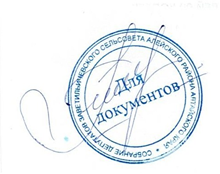 СОБРАНИЕ ДЕПУТАТОВ ЗАВЕТИЛЬИЧЕВСКОГО СЕЛЬСОВЕТА АЛЕЙСКОГО РАЙОНА АЛТАЙСКОГО КРАЯ *
Для
документов